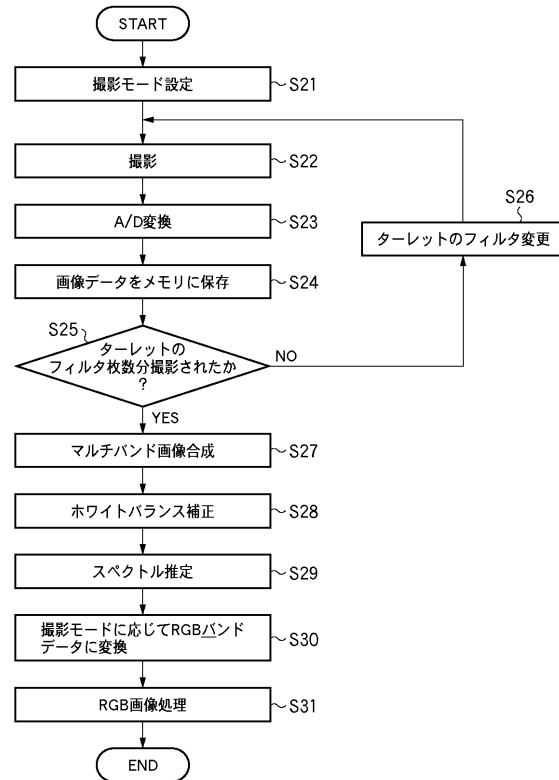 START
撮影モード設定
S21
撮影
S22
A/D変換
S23
S26
ターレットのフィルタ変更
画像データをメモリに保存
S24
S25
ターレットの
フィルタ枚数分撮影されたか
?
NO
YES
マルチバンド画像合成
S27
ホワイトバランス補正
S28
スペクトル推定
S29
撮影モードに応じてRGBバンド
データに変換
S30
RGB画像処理
S31
END